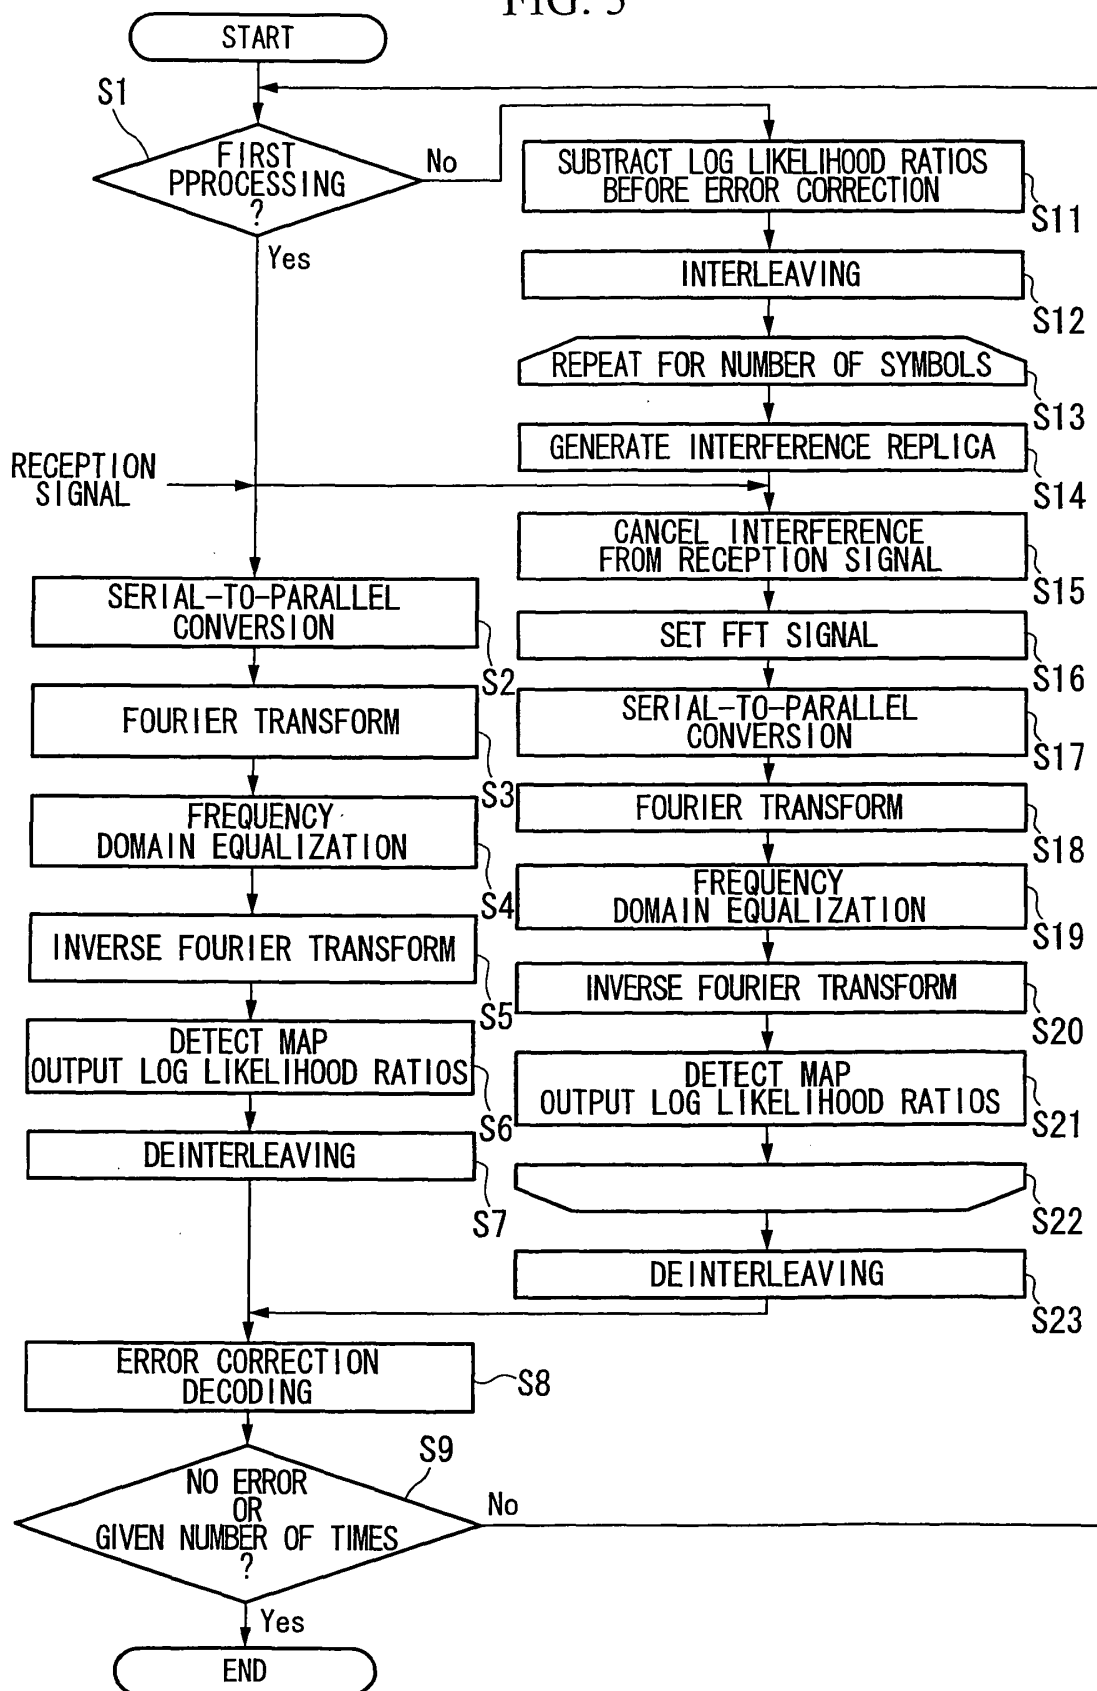 FIG. 5
START
S1
FIRST
PPROCESSING
?
No
Yes
SUBTRACT LOG LIKELIHOOD RATIOS
BEFORE ERROR CORRECTION
S11
INTERLEAVING
S12
REPEAT FOR NUMBER OF SYMBOLS
S13
GENERATE INTERFERENCE REPLICA
S14
RECEPTION
SIGNAL
CANCEL INTERFERENCE
FROM RECEPTION SIGNAL
S15
SET FFT SIGNAL
S16
SERIAL-TO-PARALLEL
CONVERSION
S17
FOURIER TRANSFORM
S18
FREQUENCY
DOMAIN EQUALIZATION
S19
INVERSE FOURIER TRANSFORM
S20
DETECT MAP
OUTPUT LOG LIKELIHOOD RATIOS
S21
S22
DEINTERLEAVING
S23
SERIAL-TO-PARALLEL
CONVERSION
S2
FOURIER TRANSFORM
S3
FREQUENCY
DOMAIN EQUALIZATION
S4
INVERSE FOURIER TRANSFORM
S5
DETECT MAP
OUTPUT LOG LIKELIHOOD RATIOS
S6
DEINTERLEAVING
S7
ERROR CORRECTION
DECODING
S8
S9
NO ERROR
OR
GIVEN NUMBER OF TIMES
?
No
Yes
END